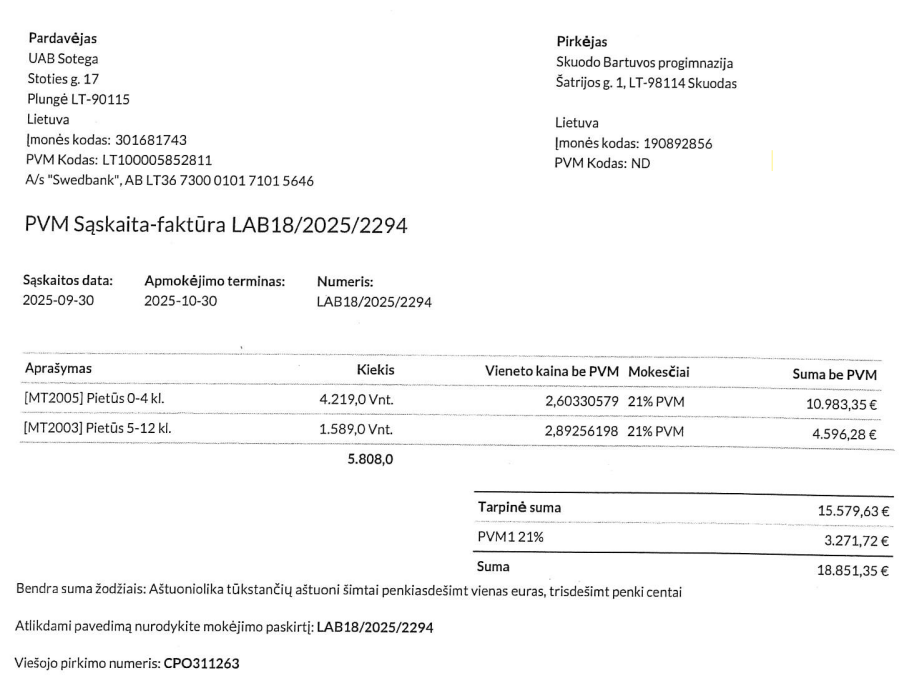 Pardavėjas
UAB Sotega
Stoties g. 17
Plungė LT-90115
Lietuva
Įmonės kodas: 301681743
PVM Kodas: LT100005852811
A/s "Swedbank", AB LT36 7300 0101 7101 5646
Pirkėjas
Skuodo Bartuvos progimnazija
Šatrijos g. 1, LT-98114 Skuodas
Lietuva
Įmonės kodas: 190892856
PVM Kodas: ND
PVM Sąskaita-faktūra LAB18/2025/2294
Sąskaitos data: Apmokėjimo terminas: Numeris:
2025-09-30 2025-10-30 LAB18/2025/2294
Aprašymas Kiekis Vieneto kaina be PVM Mokesčiai Suma be PVM
[MT2005] Pietūs 0-4 kl. 4.219,0 Vnt. 2,60330579 21% PVM 10.983,35 €
[MT2003] Pietūs 5-12 kl. 1.589,0 Vnt. 2,89256198 21% PVM 4.596,28 €
5.808,0
Tarpinė suma 15.579,63 €
PVM1 21% 3.271,72 €
Suma 18.851,35 €
Bendra suma žodžiais: Aštuoniolika tūkstančių aštuoni šimtai penkiasdešimt vienas euras, trisdešimt penki centai
Atlikdami pavedimą nurodykite mokėjimo paskirtį: LAB18/2025/2294
Viešojo pirkimo numeris: CPO311263